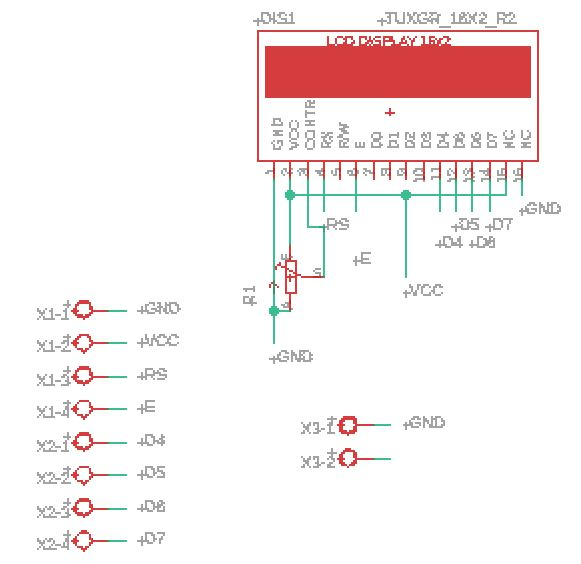 +DIS1 +TUXGR_16X2_R2
LCD DISPLAY 16x2
GND VCC CONTR RS R/W E D0 D1 D2 D3 D4 D5 D6 D7 NC NC
1 2 3 4 5 6 7 8 9 10 11 12 13 14 15 16
+GND
+RS +D5 +D7
+D4 +D6
+E
R1
+VCC
+GND
X1-1 +GND
X1-2 +VCC
X1-3 +RS
X1-4 +E
X2-1 +D4
X2-2 +D5
X2-3 +D6
X2-4 +D7
X3-1 +GND
X3-2